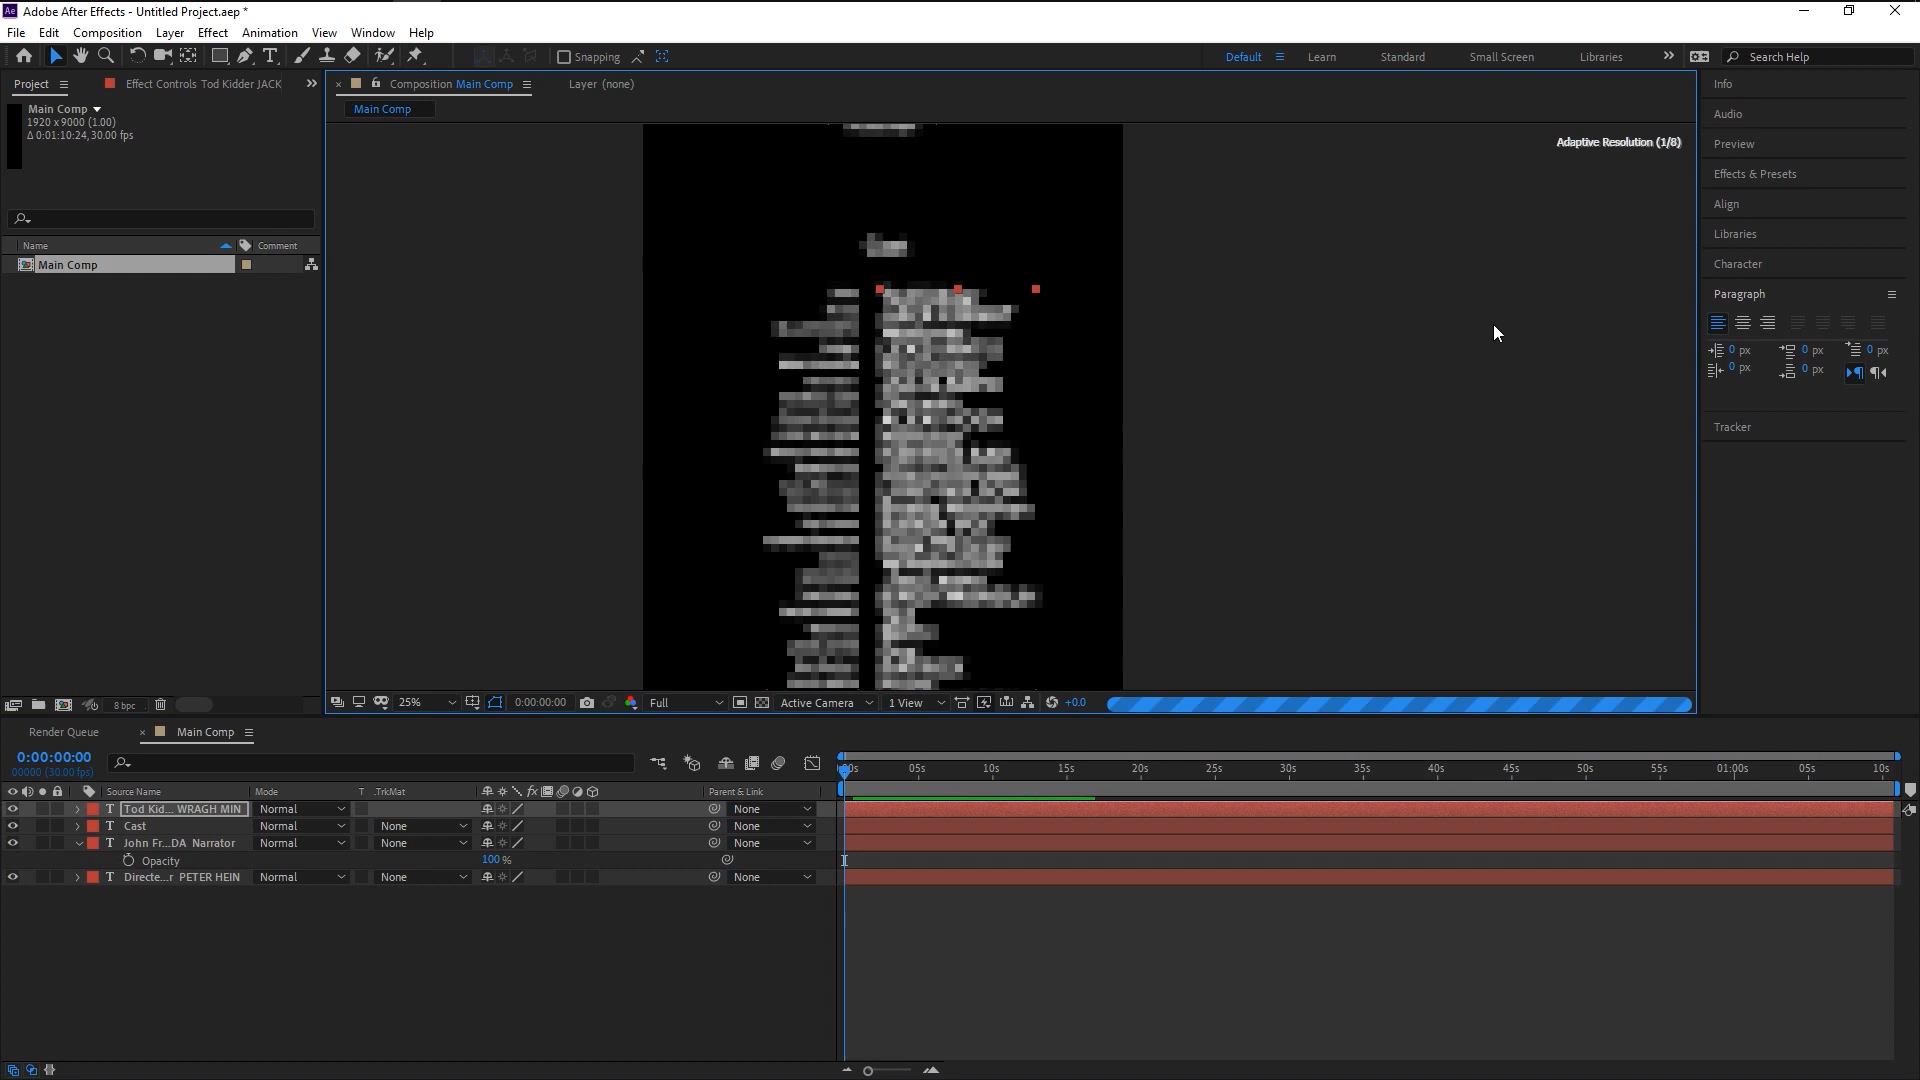 Ae Adobe After Effects - Untitled Project.aep *
File Edit Composition Layer Effect Animation View Window Help
Snapping
Default Learn Standard Small Screen Libraries Search Help
Project Effect Controls Tod Kidder JACK
Composition Main Comp Layer (none)
Main Comp
1920 x 9000 (1.00)
Δ 0:01:10:24, 30.00 fps
Main Comp
Adaptive Resolution (1/8)
Name Comment
Main Comp
Info
Audio
Preview
Effects & Presets
Align
Libraries
Character
Paragraph
0 px 0 px 0 px
0 px 0 px
Tracker
8 bpc
25% 0:00:00:00 Full Active Camera 1 View +0.0
Render Queue Main Comp
0:00:00:00
00000 (30.00 fps)
:00s 05s 10s 15s 20s 25s 30s 35s 40s 45s 50s 55s 01:00s 05s 10s
Source Name Mode T .TrkMat fx Parent & Link
T Tod Kid... WRAGH MIN Normal None
T Cast Normal None None
T John Fr...DA Narrator Normal None None
Opacity 100 %
T Directe...r PETER HEIN Normal None None